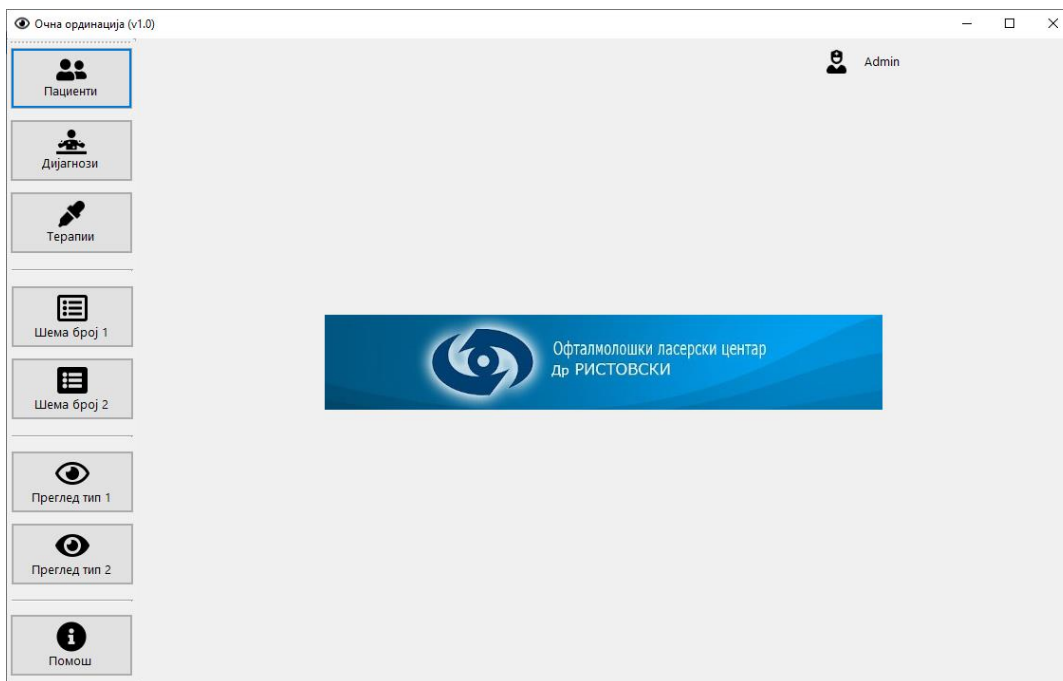 Очна ординација (v1.0)
Admin
Пациенти
Дијагнози
Терапии
Шема број 1
Шема број 2
Преглед тип 1
Преглед тип 2
Помош
Офталмолошки ласерски центар
Др РИСТОВСКИ